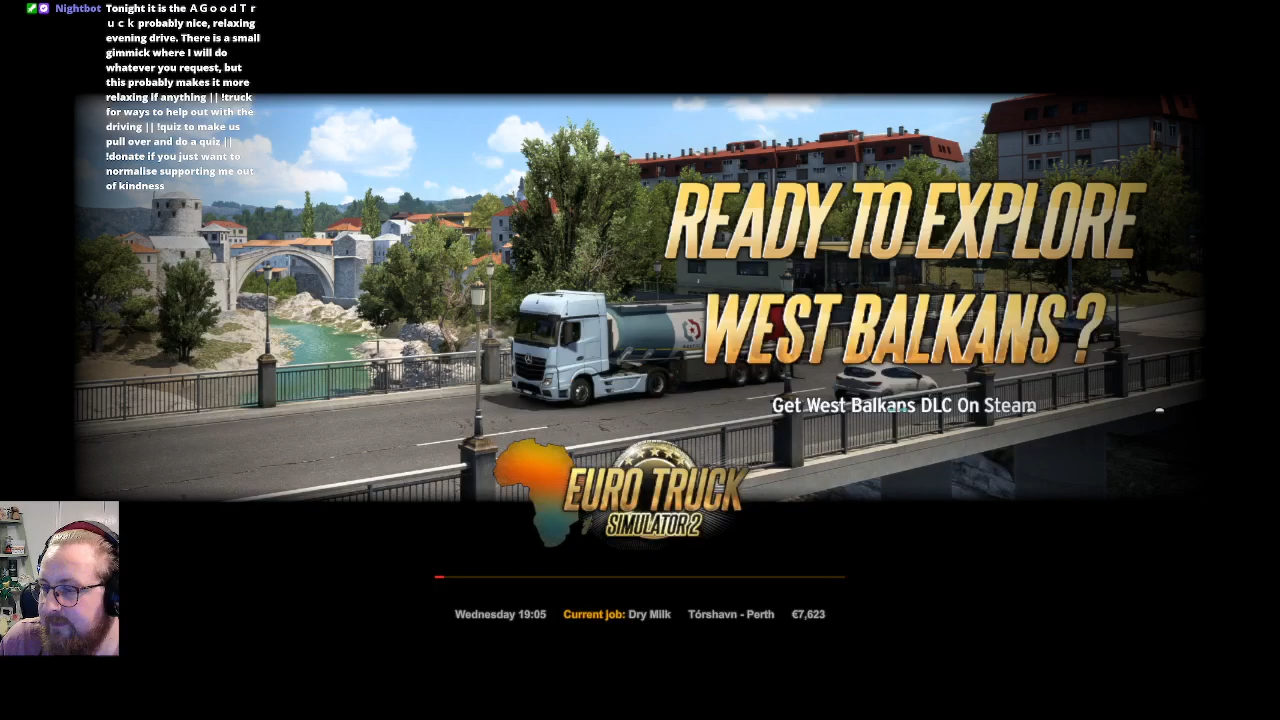 Nightbot Tonight it is the A G o o d T r
u c k probably nice, relaxing
evening drive. There is a small
gimmick where I will do
whatever you request, but
this probably makes it more
relaxing if anything || !truck
for ways to help out with the
driving || !quiz to make us
pull over and do a quiz ||
!donate if you just want to
normalise supporting me out
of kindness
READY TO EXPLORE
WEST BALKANS ?
Get West Balkans DLC On Steam
EURO TRUCK
SIMULATOR 2
Wednesday 19:05 Current job: Dry Milk Tórshavn - Perth €7,623